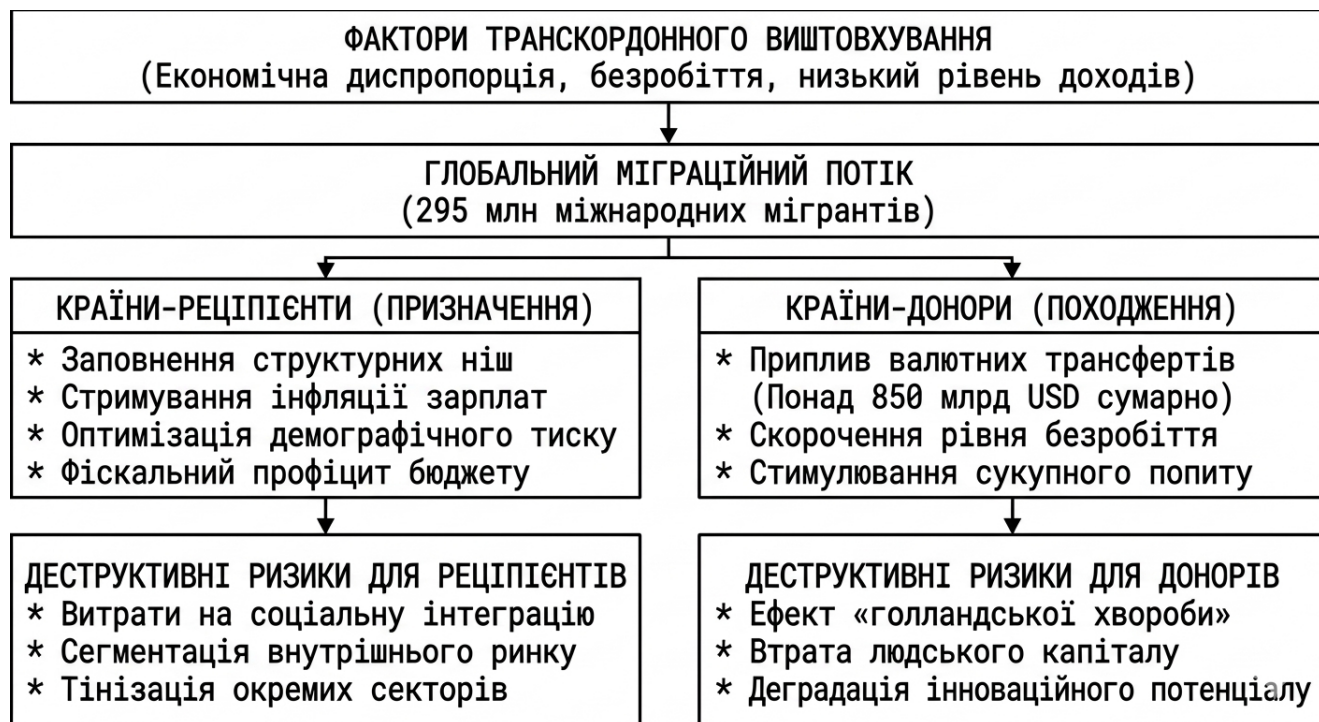 ФАКТОРИ ТРАНСКОРДОННОГО ВИШТОВХУВАННЯ
(Економічна диспропорція, безробіття, низький рівень доходів)
ГЛОБАЛЬНИЙ МІГРАЦІЙНИЙ ПОТІК
(295 млн міжнародних мігрантів)
КРАЇНИ-РЕЦІПІЄНТИ (ПРИЗНАЧЕННЯ)
* Заповнення структурних ніш
* Стримування інфляції зарплат
* Оптимізація демографічного тиску
* Фіскальний профіцит бюджету
КРАЇНИ-ДОНОРИ (ПОХОДЖЕННЯ)
* Приплив валютних трансфертів
(Понад 850 млрд USD сумарно)
* Скорочення рівня безробіття
* Стимулювання сукупного попиту
ДЕСТРУКТИВНІ РИЗИКИ ДЛЯ РЕЦІПІЄНТІВ
* Витрати на соціальну інтеграцію
* Сегментація внутрішнього ринку
* Тінізація окремих секторів
ДЕСТРУКТИВНІ РИЗИКИ ДЛЯ ДОНОРІВ
* Ефект «голландської хвороби»
* Втрата людського капіталу
* Деградація інноваційного потенціалу